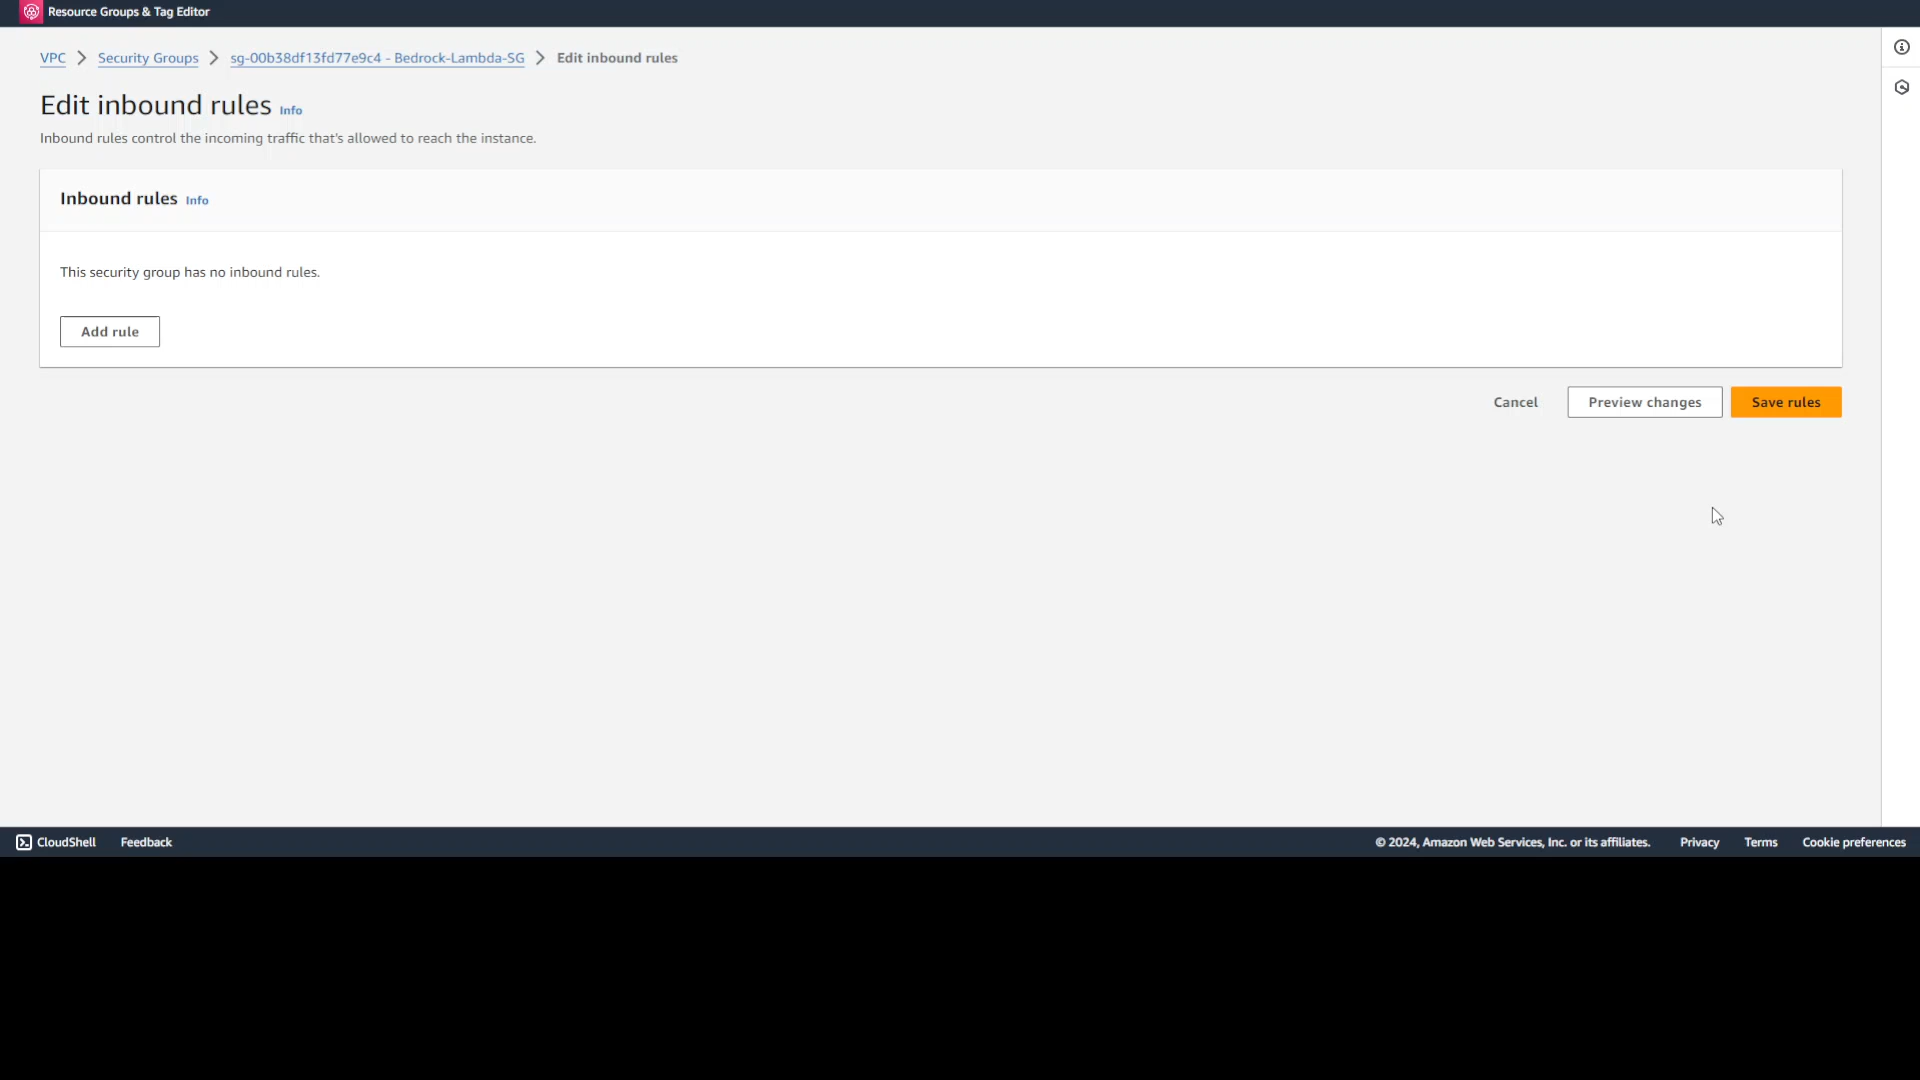 Resource Groups & Tag Editor
VPC > Security Groups > sg-00b38df13fd77e9c4 - Bedrock-Lambda-SG > Edit inbound rules
Edit inbound rules Info
Inbound rules control the incoming traffic that's allowed to reach the instance.
Inbound rules Info
This security group has no inbound rules.
Add rule
Cancel Preview changes Save rules
CloudShell Feedback © 2024, Amazon Web Services, Inc. or its affiliates. Privacy Terms Cookie preferences